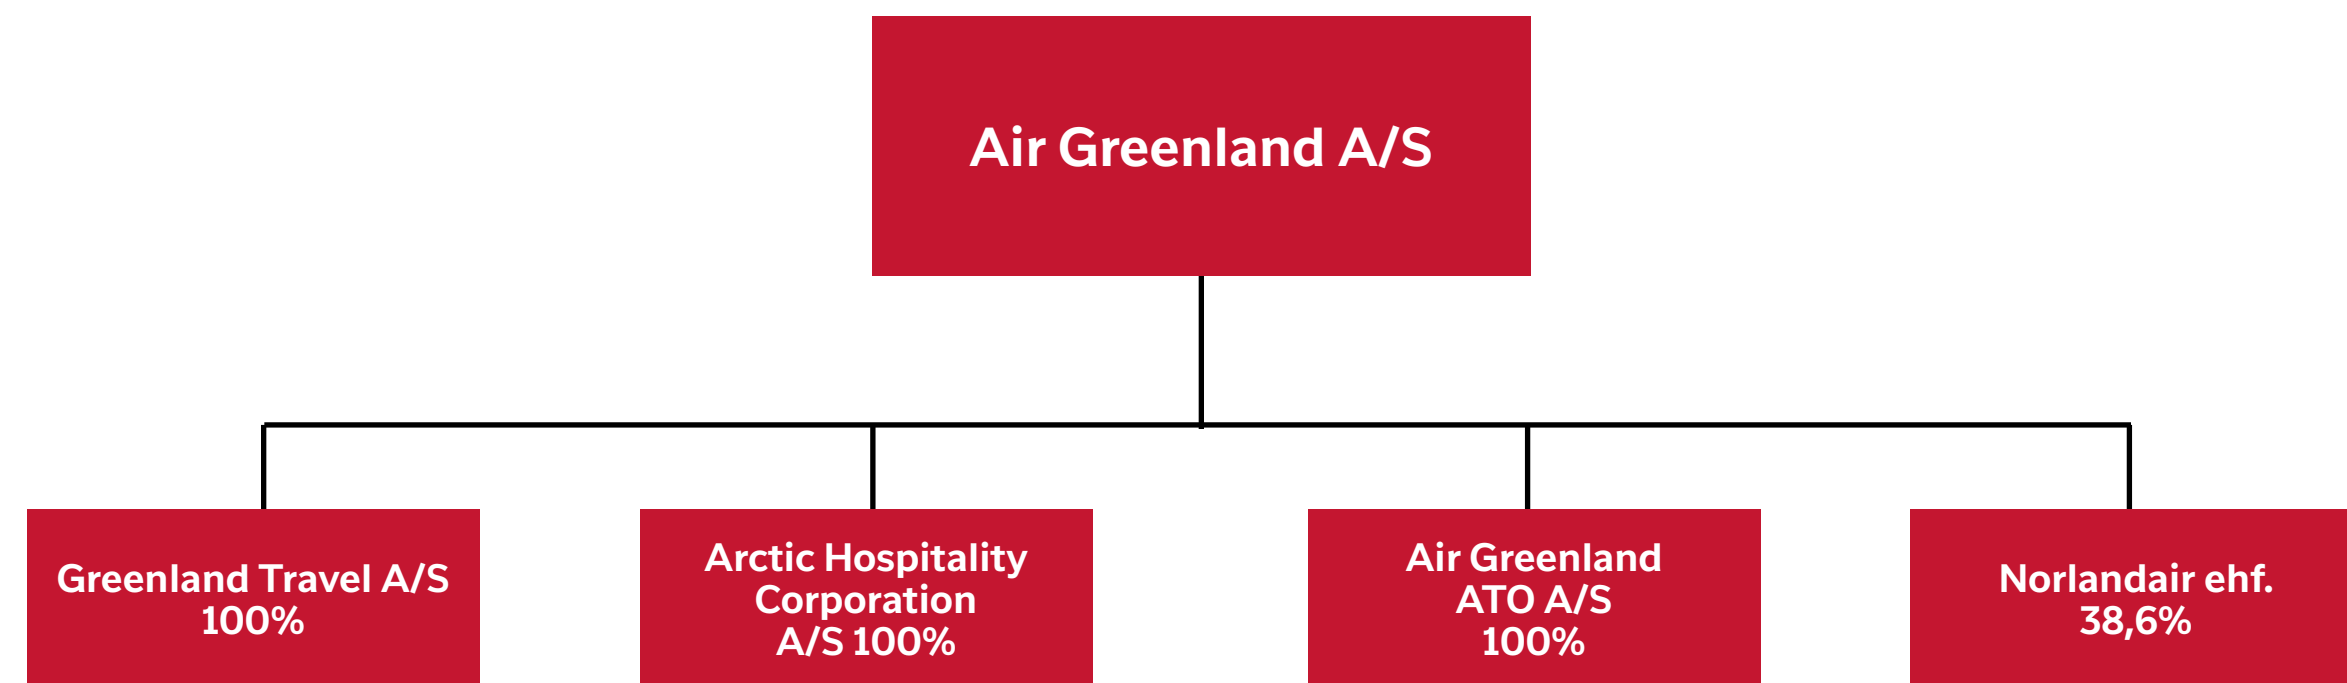 Air Greenland A/S
Greenland Travel A/S
100%
Arctic Hospitality
Corporation
A/S 100%
Air Greenland
ATO A/S
100%
Norlandair ehf.
38,6%